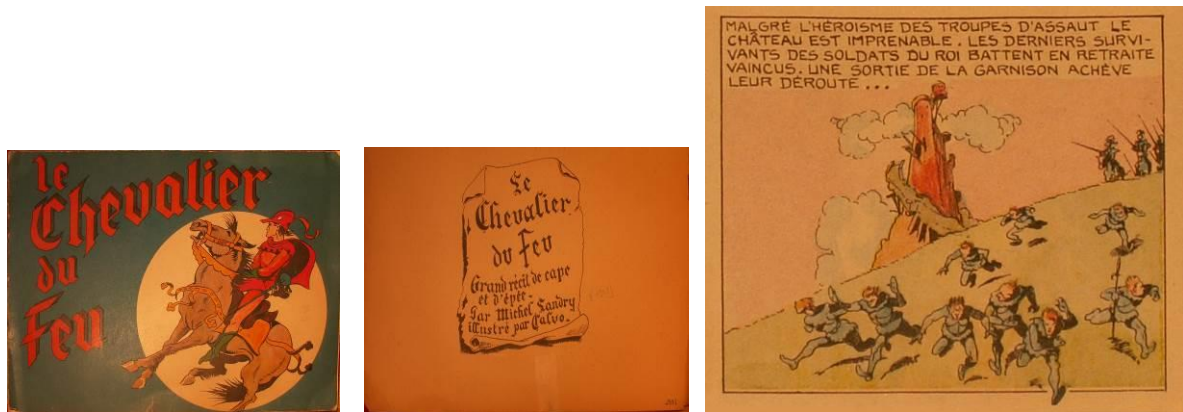 le
Chevalier
du
Feu
Le
Chevalier
du Feu
Grand récit de cape
et d'épée.
Par Michel Landry
illustré par Calvo.
MALGRÉ L'HÉROISME DES TROUPES D'ASSAUT LE
CHÂTEAU EST IMPRENABLE. LES DERNIERS SURVI-
VANTS DES SOLDATS DU ROI BATTENT EN RETRAITE
VAINCUS. UNE SORTIE DE LA GARNISON ACHÈVE
LEUR DÉROUTE...